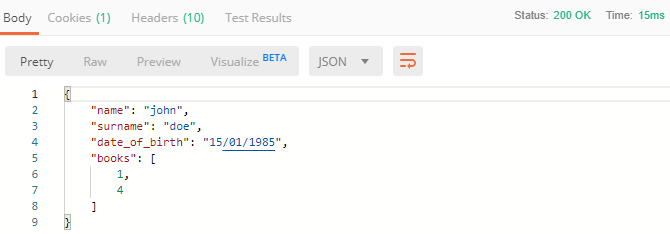 Body Cookies (1) Headers (10) Test Results Status: 200 OK Time: 15ms
Pretty Raw Preview Visualize BETA JSON
1 {
2 "name": "john",
3 "surname": "doe",
4 "date_of_birth": "15/01/1985",
5 "books": [
6 1,
7 4
8 ]
9 }